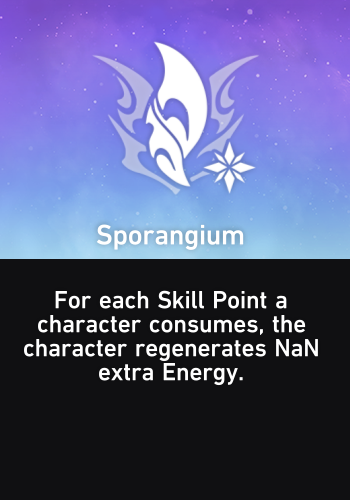 Sporangium
For each Skill Point a
character consumes, the
character regenerates NaN
extra Energy.